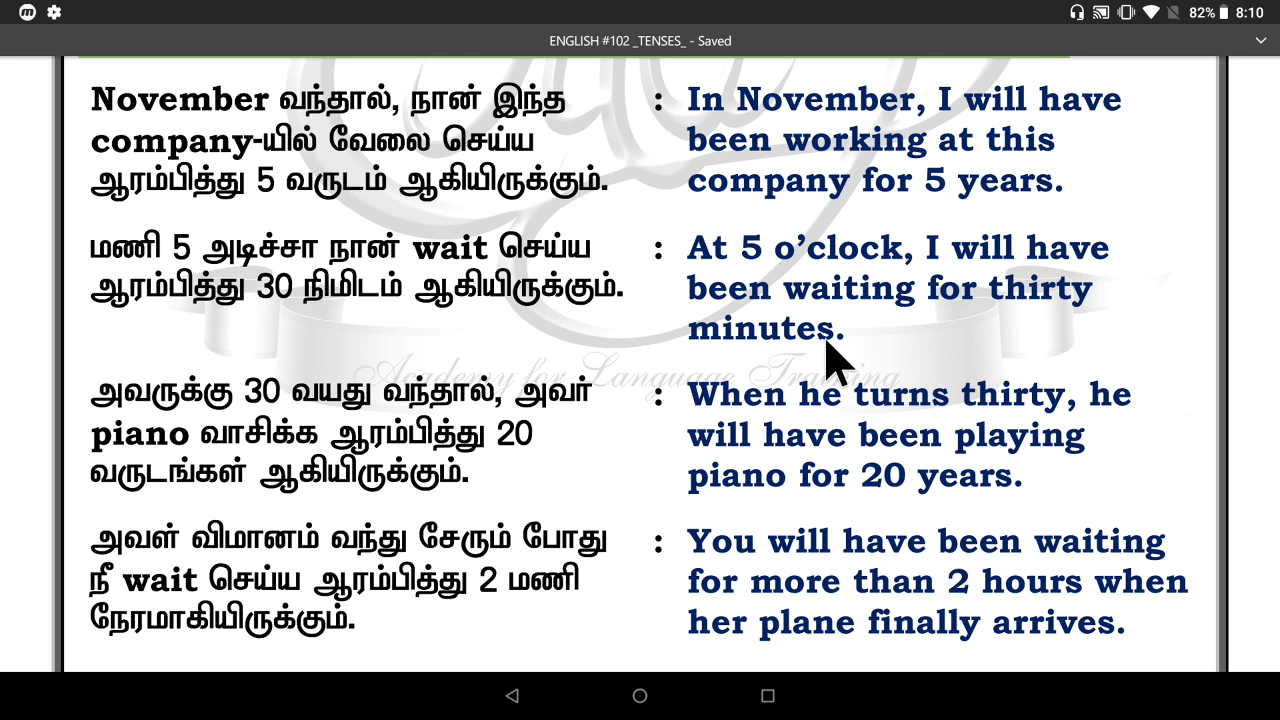 82% 8:10
ENGLISH #102 _TENSES_ - Saved
November வந்தால், நான் இந்த : In November, I will have
company-யில் வேலை செய்ய been working at this
ஆரம்பித்து 5 வருடம் ஆகியிருக்கும். company for 5 years.
மணி 5 அடிச்சா நான் wait செய்ய : At 5 o’clock, I will have
ஆரம்பித்து 30 நிமிடம் ஆகியிருக்கும். been waiting for thirty
minutes.
Academy for Language Training
அவருக்கு 30 வயது வந்தால், அவர் : When he turns thirty, he
piano வாசிக்க ஆரம்பித்து 20 will have been playing
வருடங்கள் ஆகியிருக்கும். piano for 20 years.
அவள் விமானம் வந்து சேரும் போது : You will have been waiting
நீ wait செய்ய ஆரம்பித்து 2 மணி for more than 2 hours when
நேரமாகியிருக்கும். her plane finally arrives.